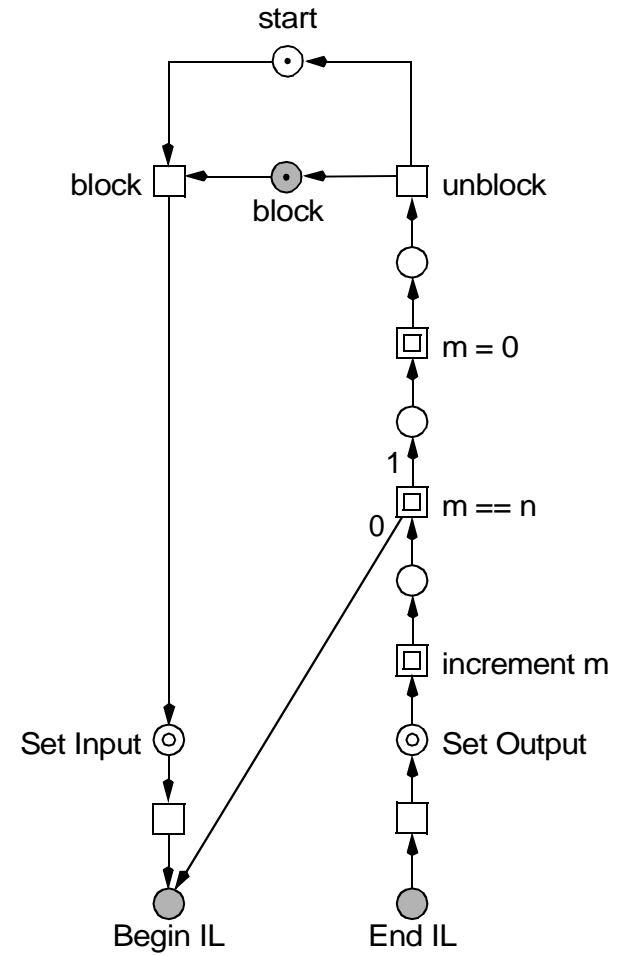 start
block
block
unblock
m = 0
1
m == n
0
increment m
Set Input
Set Output
Begin IL
End IL